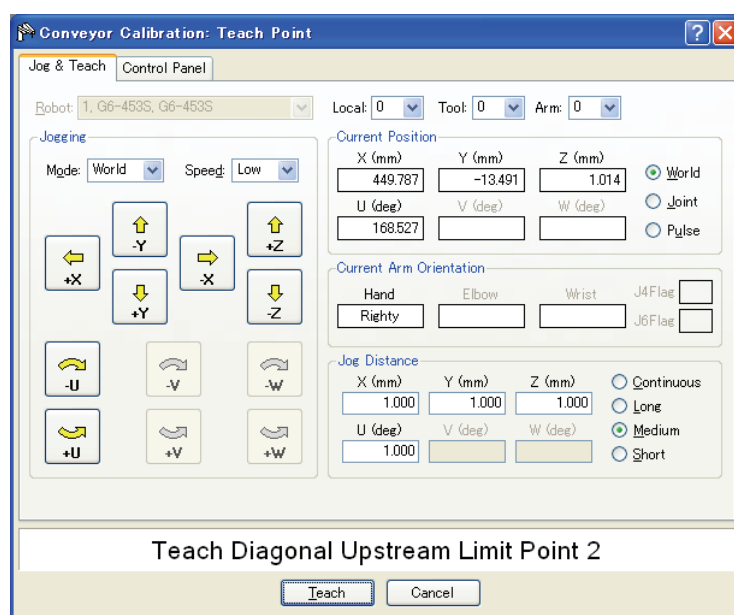 Conveyor Calibration: Teach Point
Jog & Teach Control Panel
Robot: 1, G6-453S, G6-453S Local: 0 Tool: 0 Arm: 0
Jogging
Mode: World Speed: Low
-Y
+Z
+X
-X
+Y
-Z
-U
-V
-W
+U
+V
+W
Current Position
X (mm) Y (mm) Z (mm)
449.787 -13.491 1.014
U (deg) V (deg) W (deg)
168.527
World
Joint
Pulse
Current Arm Orientation
Hand Elbow Wrist J4Flag
Righty J6Flag
Jog Distance
X (mm) Y (mm) Z (mm)
1.000 1.000 1.000
U (deg) V (deg) W (deg)
1.000
Continuous
Long
Medium
Short
Teach Diagonal Upstream Limit Point 2
Teach Cancel